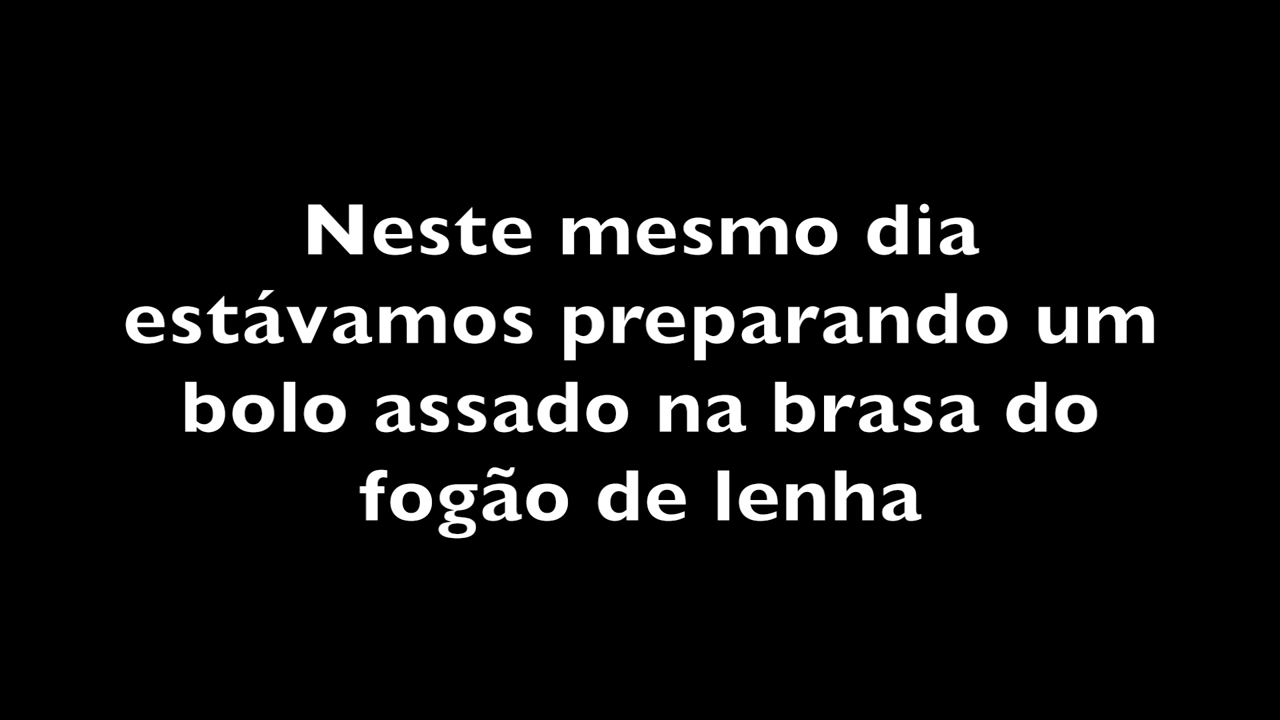 Neste mesmo dia
estávamos preparando um
bolo assado na brasa do
fogão de lenha